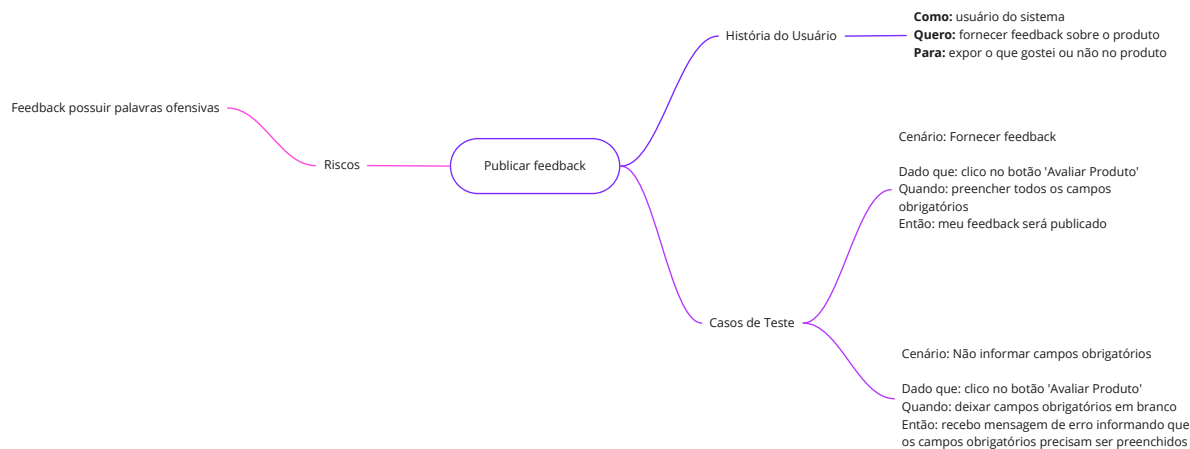 Feedback possuir palavras ofensivas
Riscos
Publicar feedback
História do Usuário
Como: usuário do sistema
Quero: fornecer feedback sobre o produto
Para: expor o que gostei ou não no produto
Casos de Teste
Cenário: Fornecer feedback
Dado que: clico no botão 'Avaliar Produto'
Quando: preencher todos os campos
obrigatórios
Então: meu feedback será publicado
Cenário: Não informar campos obrigatórios
Dado que: clico no botão 'Avaliar Produto'
Quando: deixar campos obrigatórios em branco
Então: recebo mensagem de erro informando que
os campos obrigatórios precisam ser preenchidos